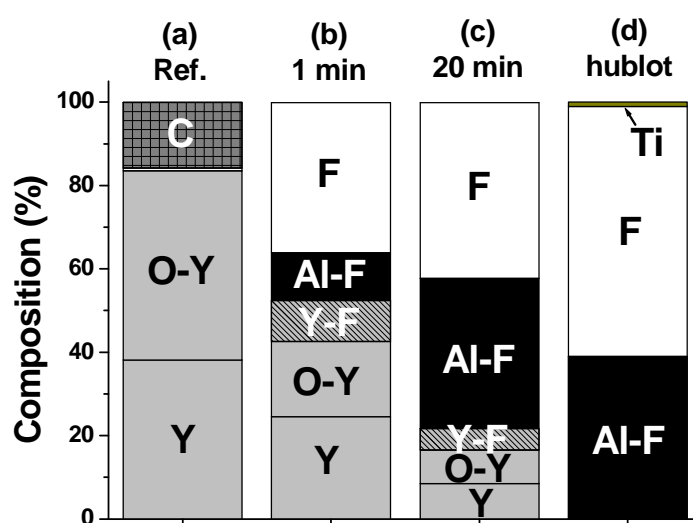 (a) (b) (c) (d)
Ref. 1 min 20 min hublot
100
80
60
40
20
0
Composition (%)
C
O-Y
Y
F
Al-F
Y-F
O-Y
Y
F
Al-F
Y-F
O-Y
Y
Ti
F
Al-F